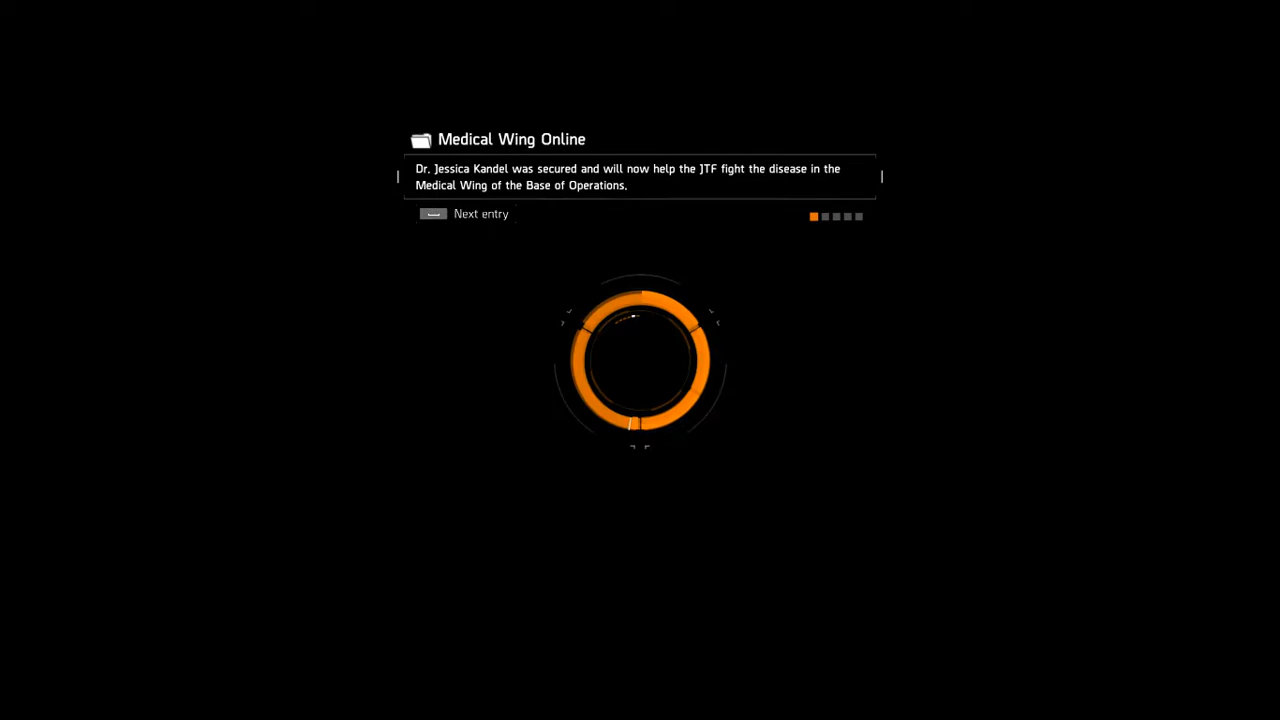 Medical Wing Online
Dr. Jessica Kandel was secured and will now help the JTF fight the disease in the
Medical Wing of the Base of Operations.
Next entry